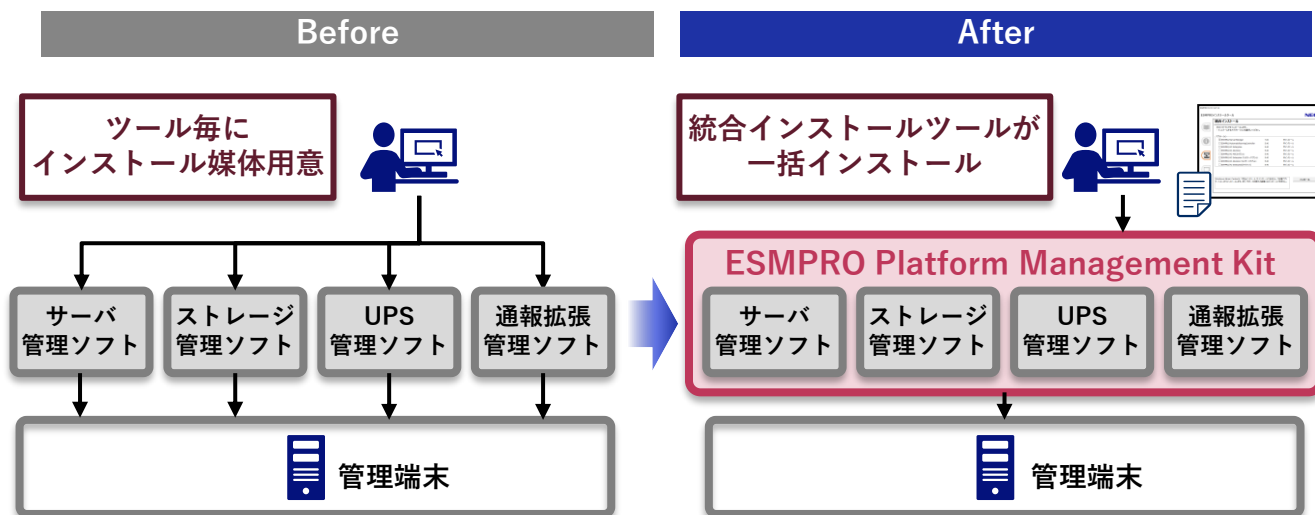 Before
After
ツール毎に
インストール媒体用意
統合インストールツールが
一括インストール
ESMPRO Platform Management Kit
サーバ
管理ソフト
ストレージ
管理ソフト
UPS
管理ソフト
通報拡張
管理ソフト
サーバ
管理ソフト
ストレージ
管理ソフト
UPS
管理ソフト
通報拡張
管理ソフト
管理端末
管理端末